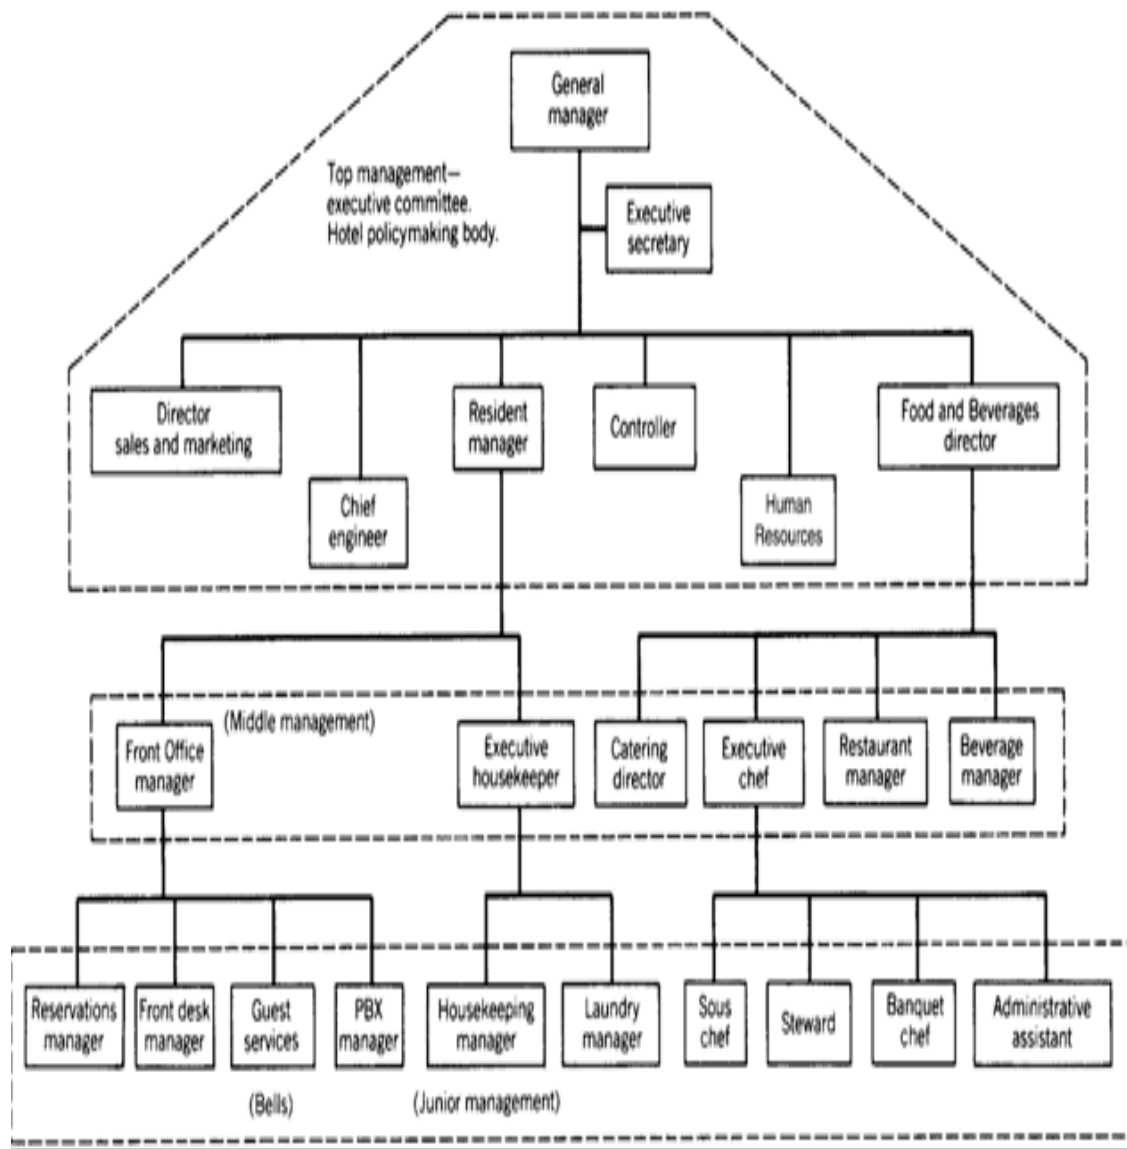 General
manager
Top management—
executive committee.
Hotel policymaking body.
Executive
secretary
Director
sales and marketing
Chief
engineer
Resident
manager
Controller
Human
Resources
Food and Beverages
director
(Middle management)
Front Office
manager
Executive
housekeeper
Catering
director
Executive
chef
Restaurant
manager
Beverage
manager
Reservations
manager
Front desk
manager
Guest
services
PBX
manager
Housekeeping
manager
Laundry
manager
Sous
chef
Steward
Banquet
chef
Administrative
assistant
(Bells)
(Junior management)